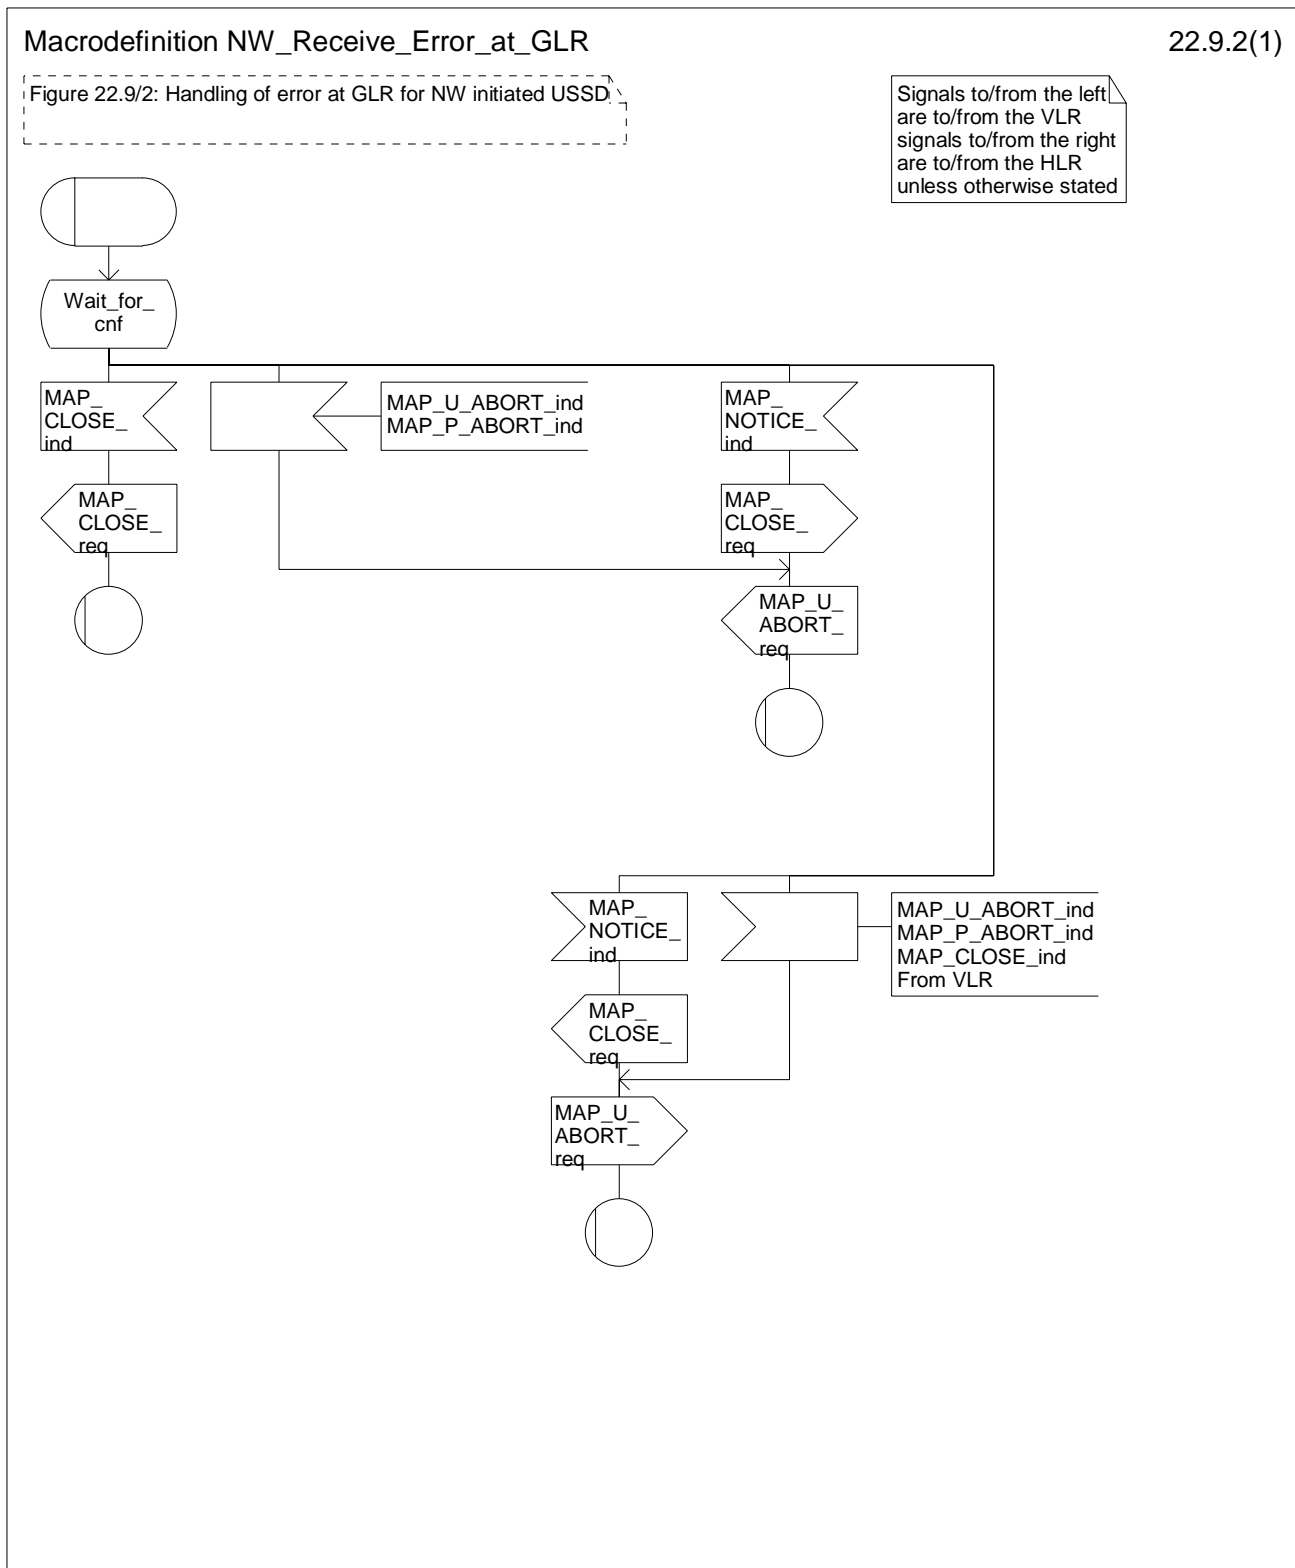 Macrodefinition NW_Receive_Error_at_GLR
22.9.2(1)
Figure 22.9/2: Handling of error at GLR for NW initiated USSD
Signals to/from the left
are to/from the VLR
signals to/from the right
are to/from the HLR
unless otherwise stated
Wait_for_
cnf
MAP_
CLOSE_
ind
MAP_U_ABORT_ind
MAP_P_ABORT_ind
MAP_
NOTICE_
ind
MAP_
CLOSE_
req
MAP_
CLOSE_
req
MAP_U_
ABORT_
req
MAP_
NOTICE_
ind
MAP_U_ABORT_ind
MAP_P_ABORT_ind
MAP_CLOSE_ind
From VLR
MAP_
CLOSE_
req
MAP_U_
ABORT_
req